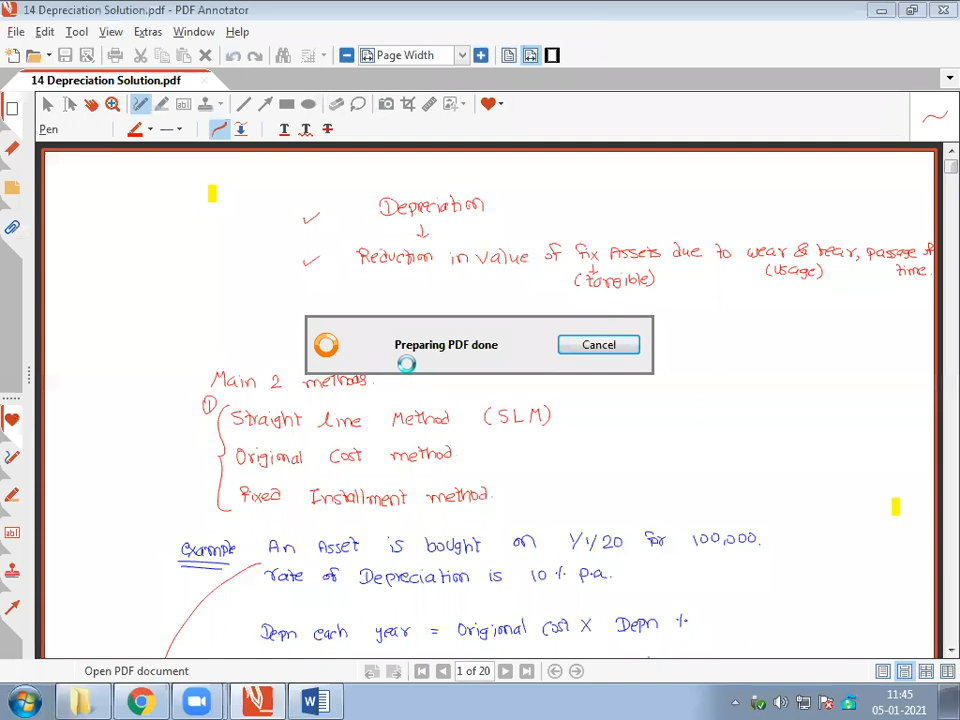 14 Depreciation Solution.pdf - PDF Annotator
File Edit Tool View Extras Window Help
Page Width
14 Depreciation Solution.pdf
Pen
Depreciation
Reduction in value of fix Assets due to wear & tear, passage of
(tangible) (usage) time.
Preparing PDF done Cancel
Main 2 methods.
① Straight line Method (SLM)
Origional Cost method
Fixed Installment method.
example An Asset is bought on 1/1/20 for 100,000.
rate of Depreciation is 10 % p.a.
Depn each year = Origional Cost X Depn %
Open PDF document 1 of 20
11:45
05-01-2021